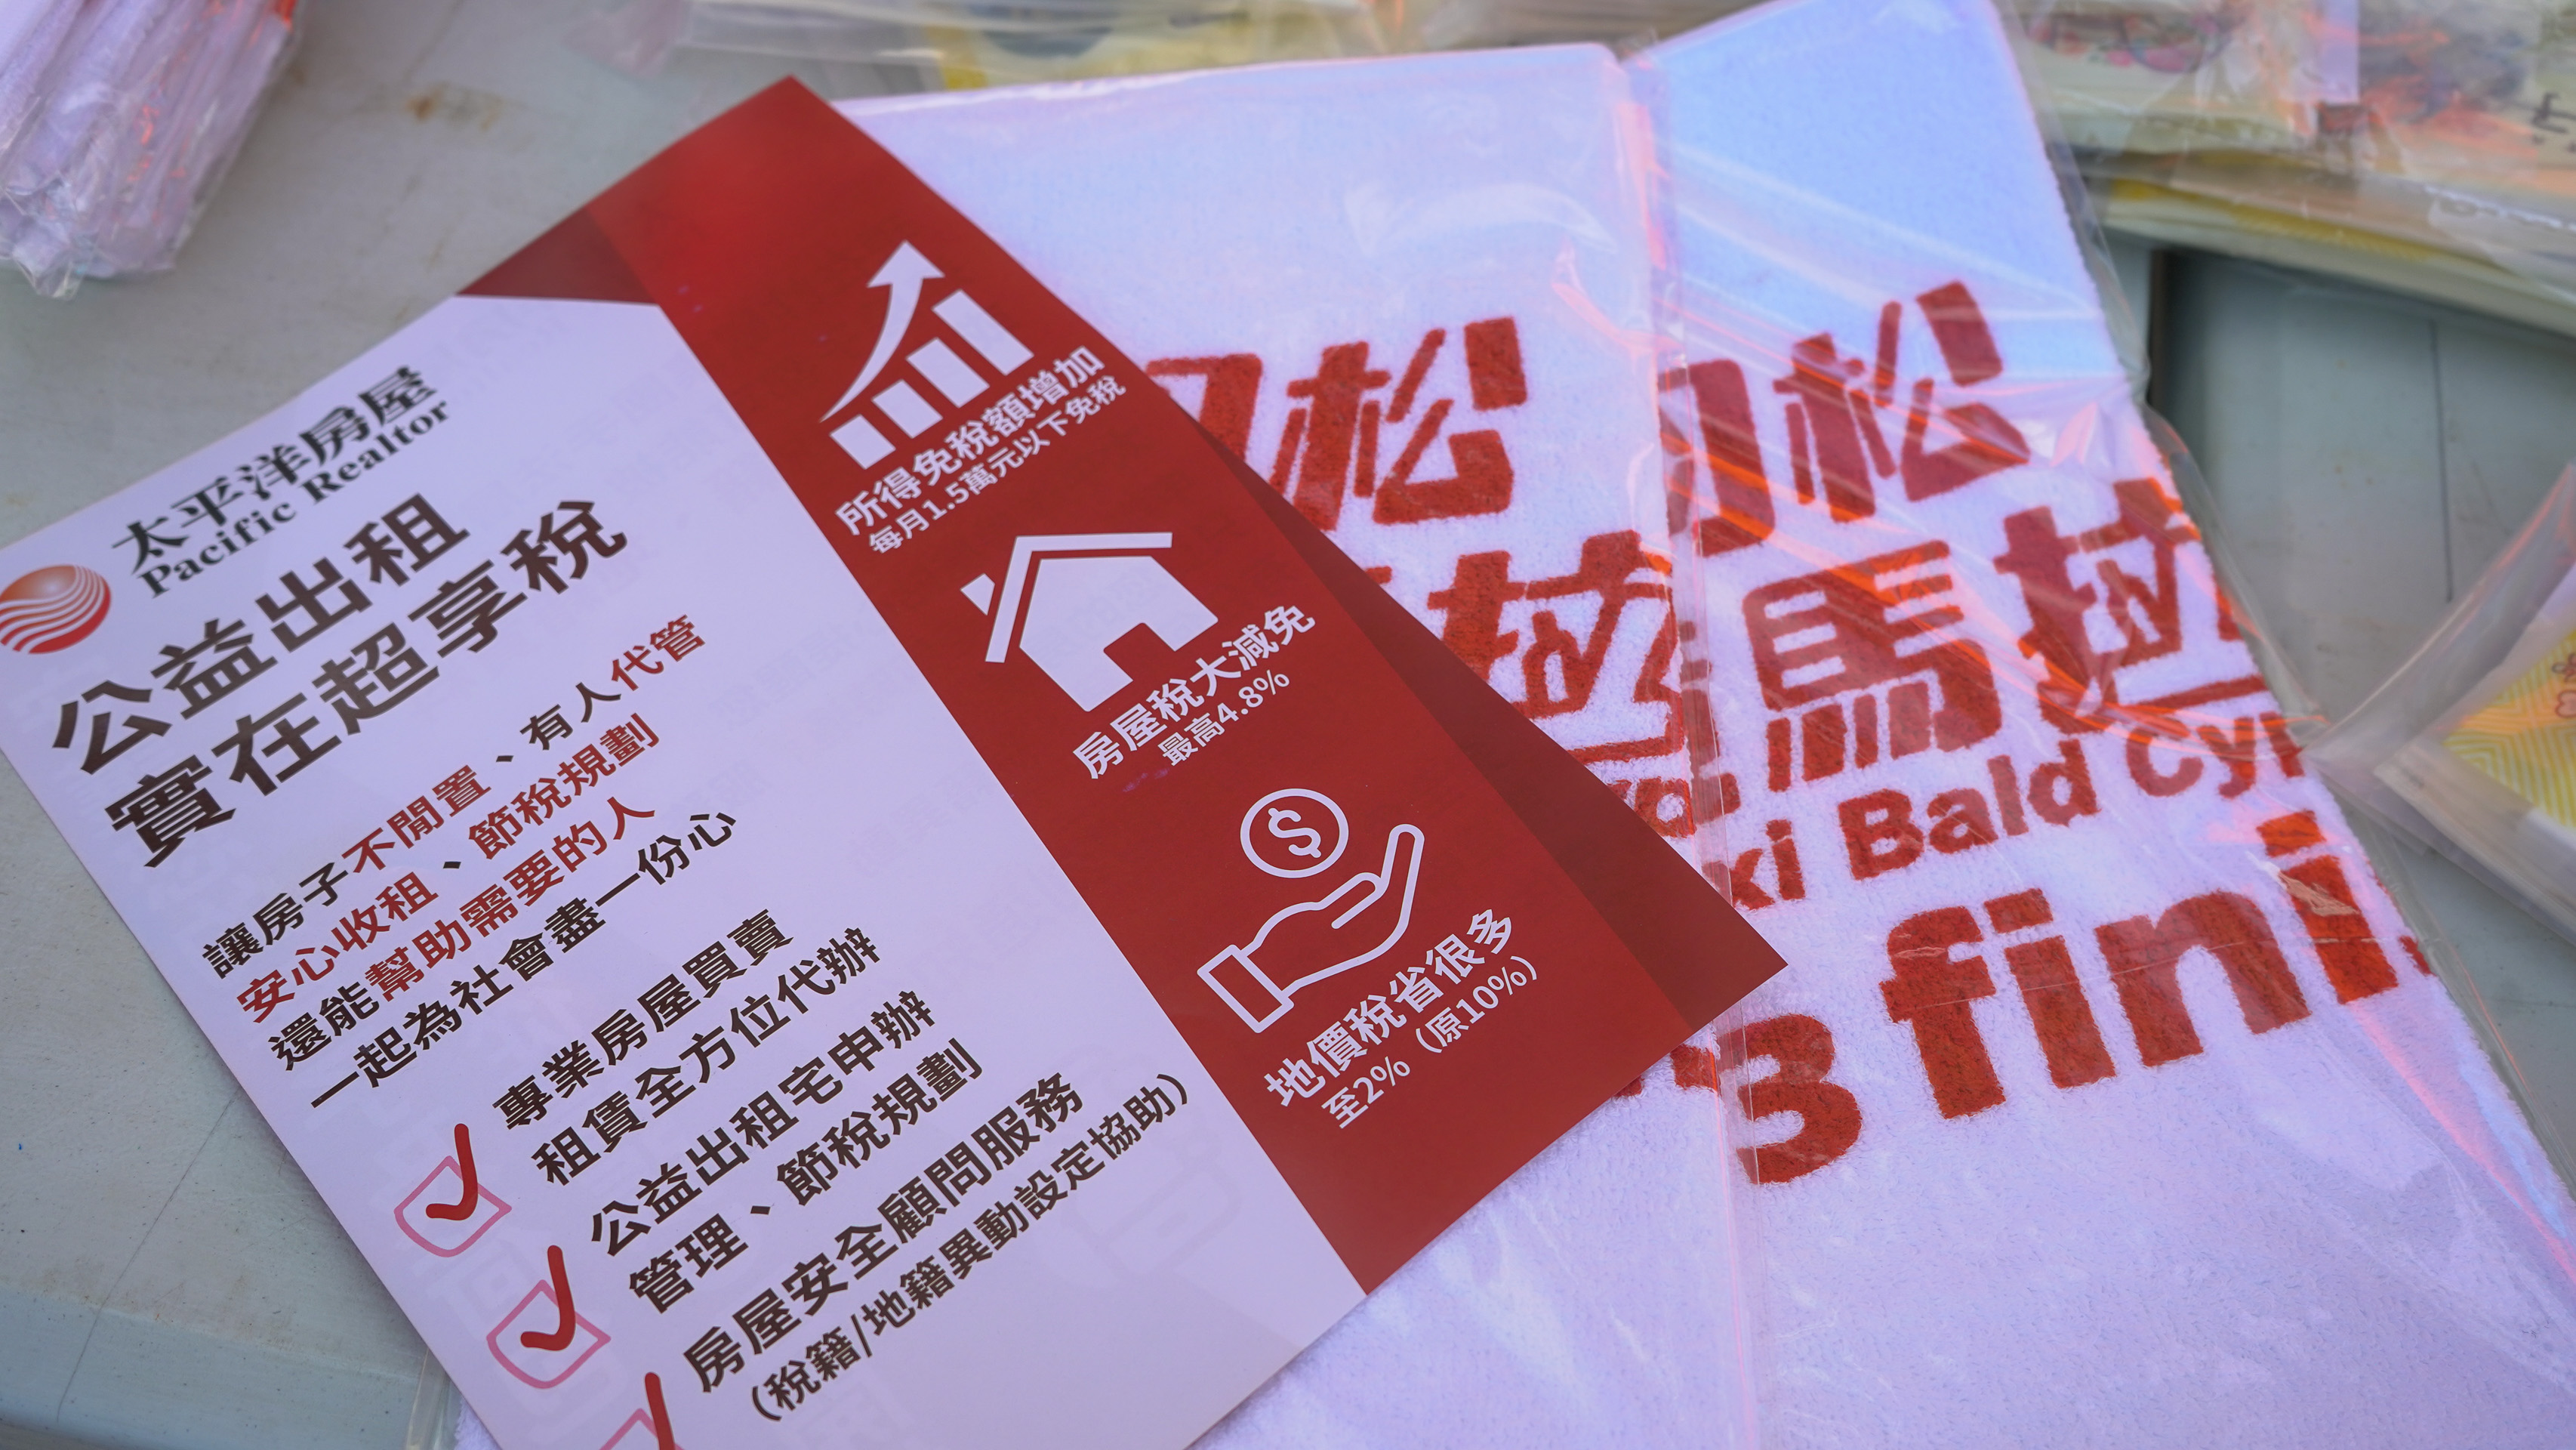 太平洋房屋
Pacific Realtor
公益出租
實在超享稅
讓房子不閒置、有人代管
安心收租、節稅規劃
還能幫助需要的人
一起為社會盡一份心
專業房屋買賣
租賃全方位代辦
公益出租宅申辦
管理、節稅規劃
房屋安全顧問服務
(稅籍/地籍異動設定協助)
所得免稅額增加
每月1.5萬元以下免稅
房屋稅大減免
最高4.8%
地價稅省很多
至2% (原10%)
松
拉
3
松
馬拉
Bald